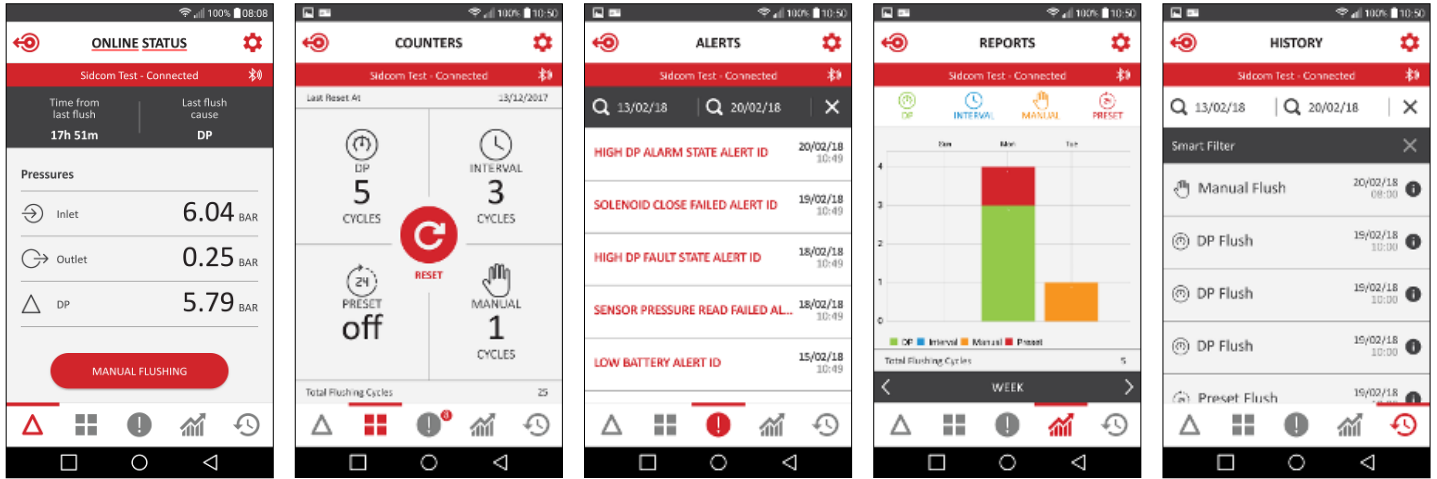 100% 08:08
ONLINE STATUS
Sidcom Test - Connected
Time from
last flush
17h 51m
Last flush
cause
DP
Pressures
Inlet 6.04 BAR
Outlet 0.25 BAR
DP 5.79 BAR
MANUAL FLUSHING
100% 10:50
COUNTERS
Sidcom Test - Connected
Last Reset At 13/12/2017
DP
5
CYCLES
INTERVAL
3
CYCLES
RESET
24
PRESET
off
MANUAL
1
CYCLES
Total Flushing Cycles 25
100% 10:50
ALERTS
Sidcom Test - Connected
13/02/18 20/02/18
HIGH DP ALARM STATE ALERT ID 20/02/18
10:49
SOLENOID CLOSE FAILED ALERT ID 19/02/18
10:49
HIGH DP FAULT STATE ALERT ID 18/02/18
10:49
SENSOR PRESSURE READ FAILED AL... 18/02/18
10:49
LOW BATTERY ALERT ID 15/02/18
10:49
100% 10:50
REPORTS
Sidcom Test - Connected
DP INTERVAL MANUAL PRESET
Sun Mon Tue
4
3
2
1
0
DP Interval Manual Preset
Total Flushing Cycles 5
WEEK
100% 10:50
HISTORY
Sidcom Test - Connected
13/02/18 20/02/18
Smart Filter
Manual Flush 20/02/18
08:00
DP Flush 19/02/18
10:00
DP Flush 19/02/18
10:00
DP Flush 19/02/18
10:00
Preset Flush 19/02/18